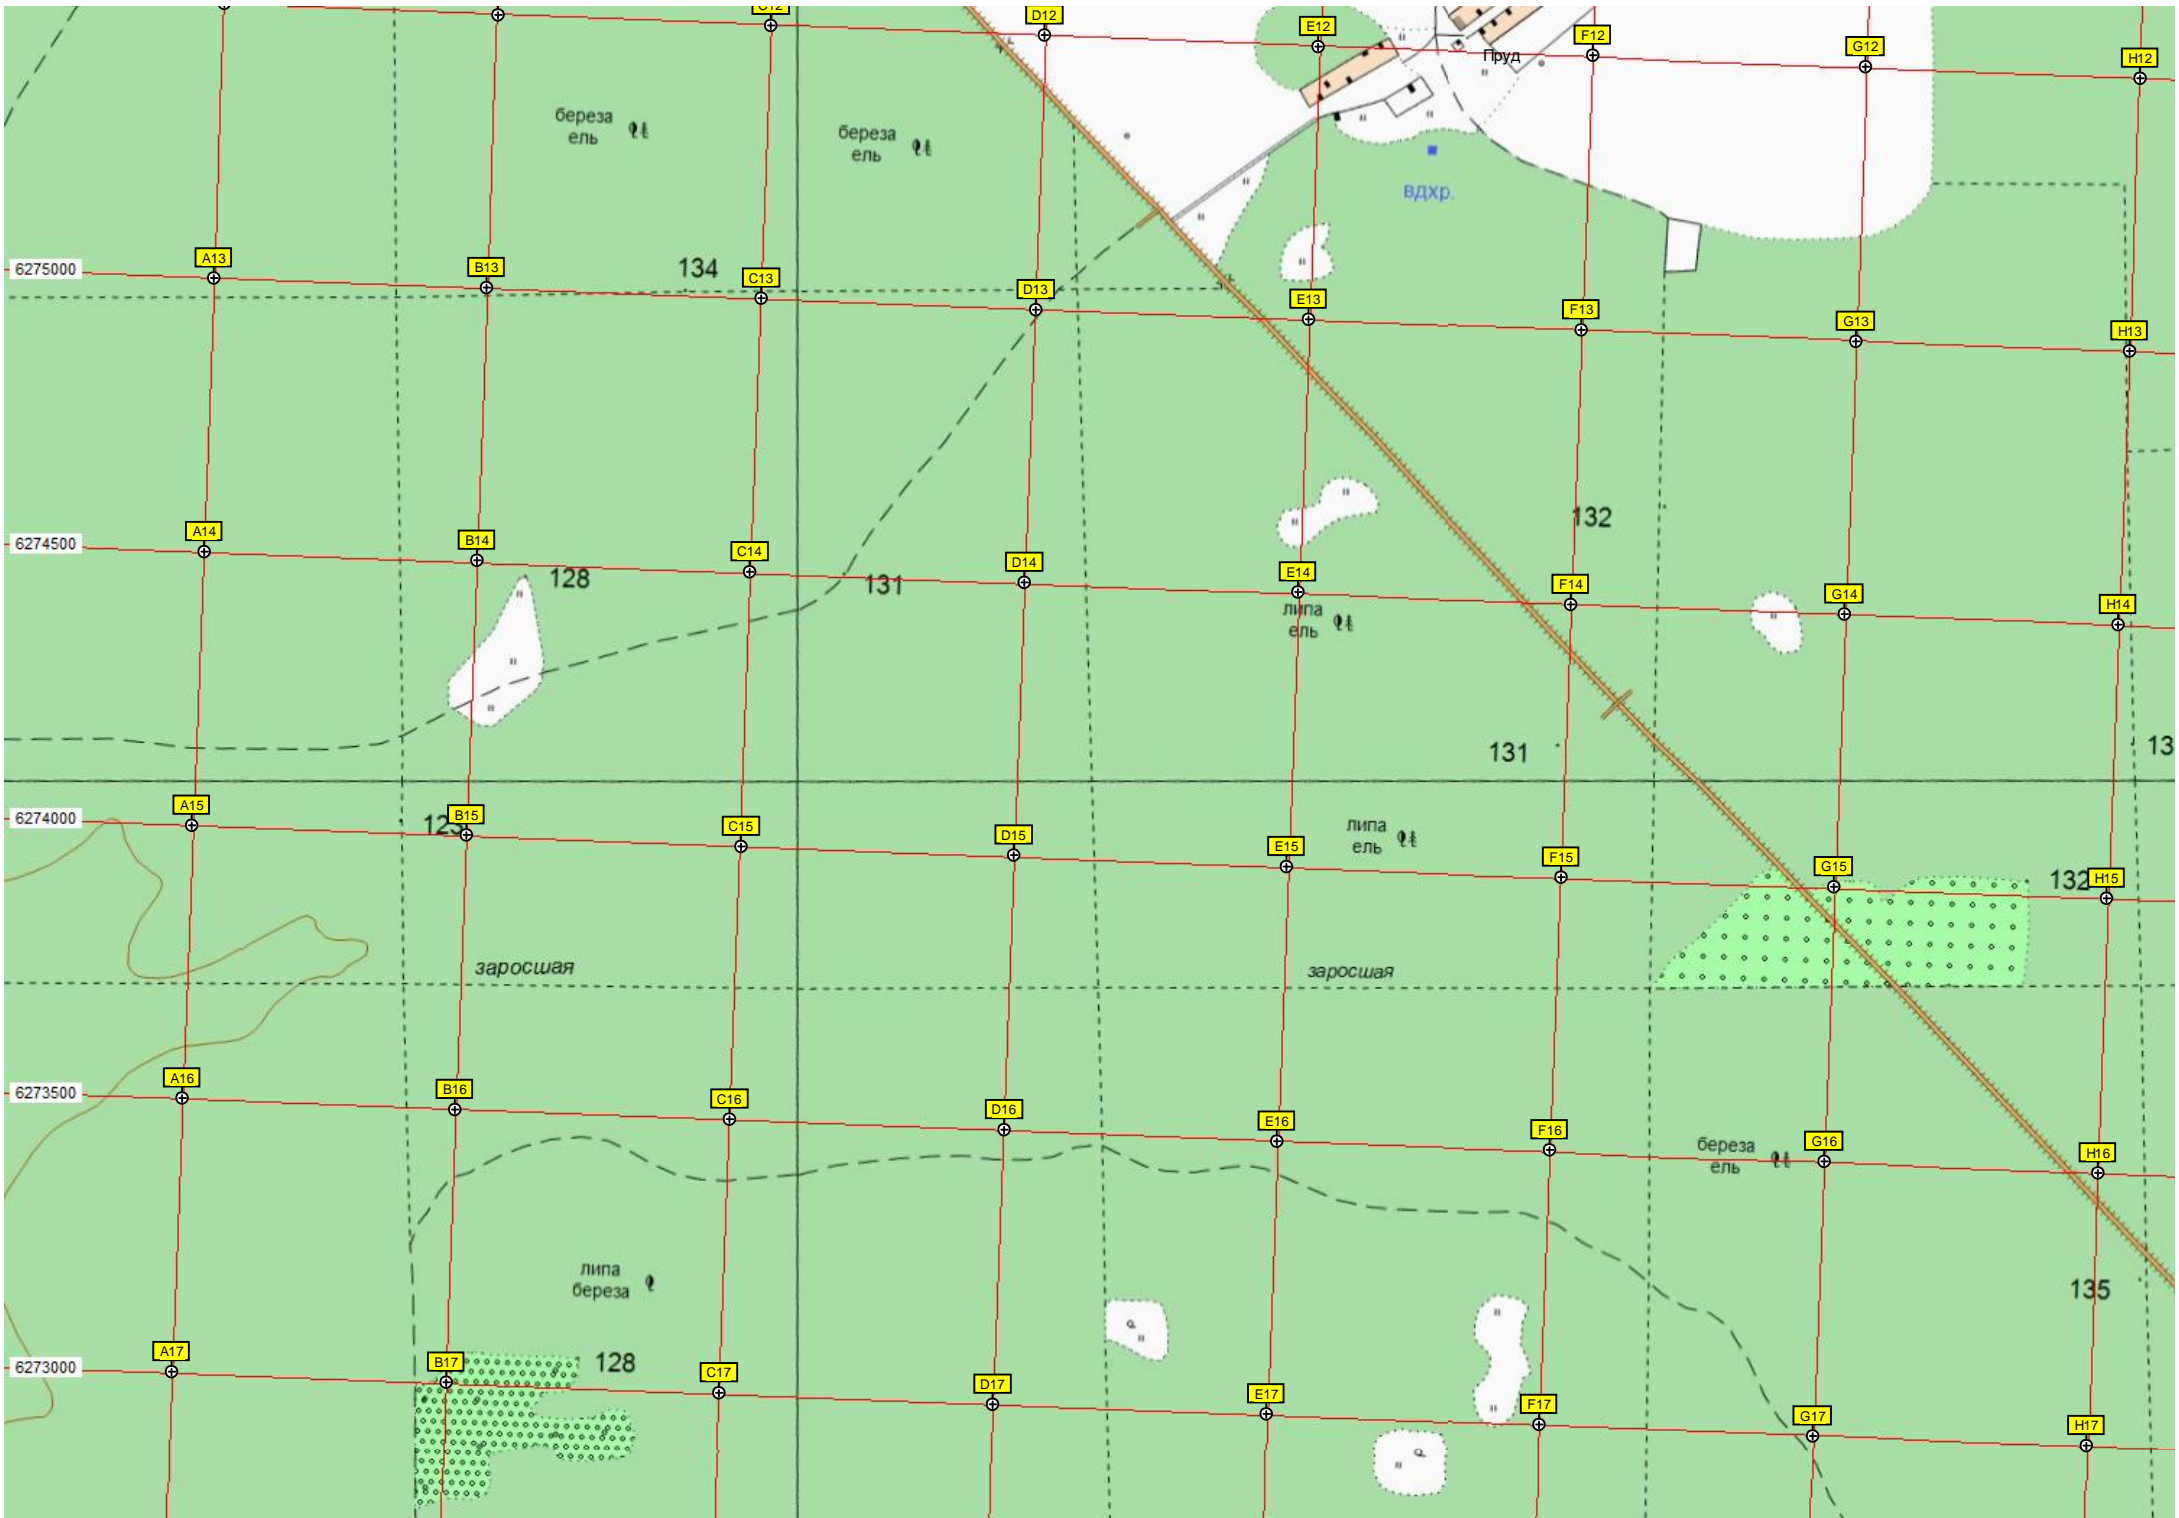 C12
D12
E12
F12
G12
H12
Пруд
береза
ель
береза
ель
вдхр.
6275000
A13
B13
134
C13
D13
E13
F13
G13
H13
132
6274500
A14
B14
C14
D14
E14
F14
G14
H14
128
131
липа
ель
131
13
6274000
A15
B15
C15
D15
E15
F15
G15
H15
липа
ель
132
заросшая
заросшая
6273500
A16
B16
C16
D16
E16
F16
G16
H16
береза
ель
липа
береза
135
6273000
A17
B17
128
C17
D17
E17
F17
G17
H17